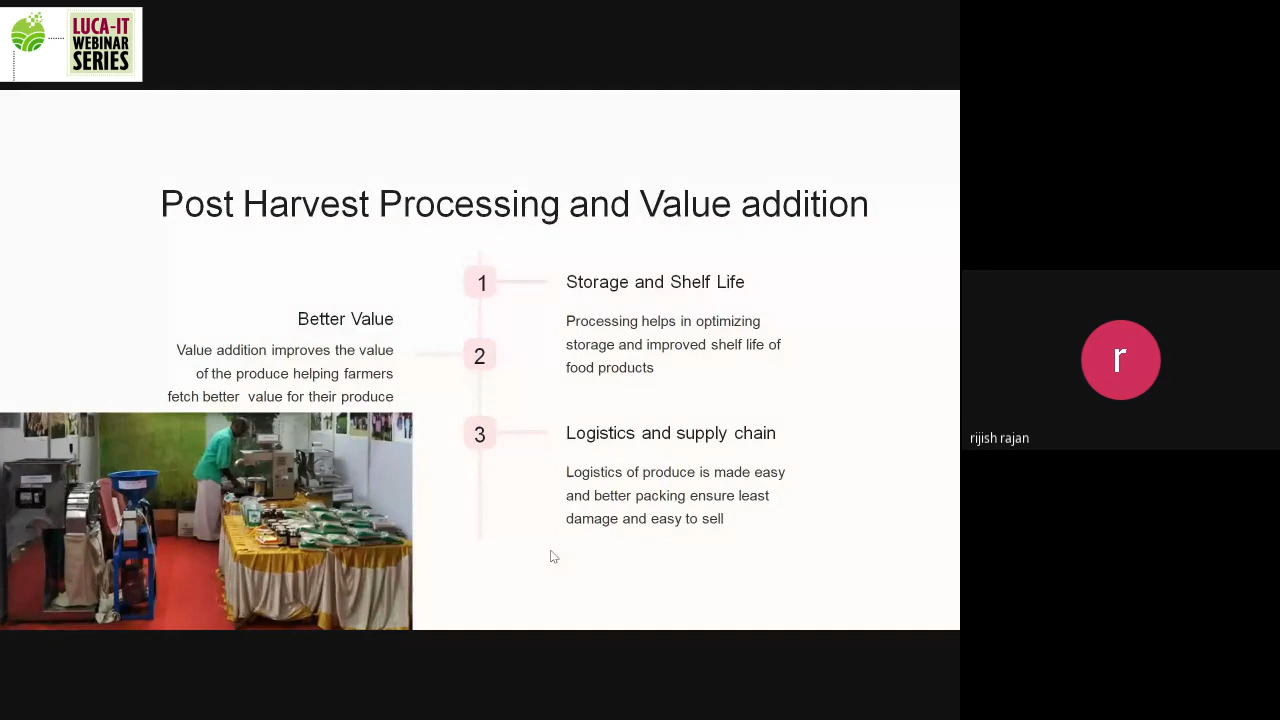 LUCA-IT
WEBINAR
SERIES
Post Harvest Processing and Value addition
1
Storage and Shelf Life
Processing helps in optimizing
storage and improved shelf life of
food products
Better Value
2
Value addition improves the value
of the produce helping farmers
fetch better value for their produce
3
Logistics and supply chain
Logistics of produce is made easy
and better packing ensure least
damage and easy to sell
r
rijish rajan